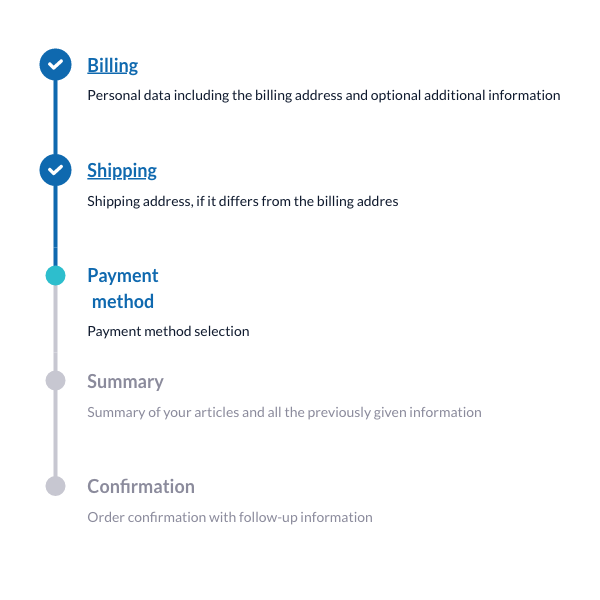 Billing
Personal data including the billing address and optional additional information
Shipping
Shipping address, if it differs from the billing addres
Payment
method
Payment method selection
Summary
Summary of your articles and all the previously given information
Confirmation
Order confirmation with follow-up information